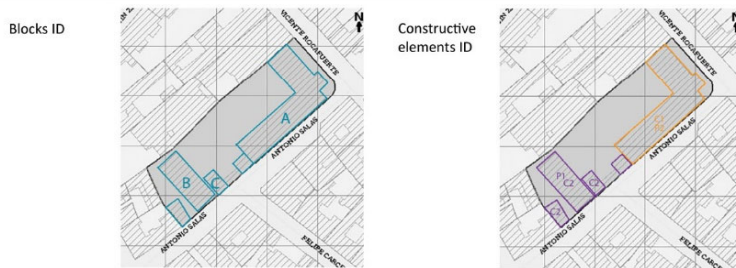 Blocks ID
VICENTE ROCAFUERTE
N
A
ANTONIO SALAS
B
C
ANTONIO SALAS
FELIPE CARC
Constructive
elements ID
VICENTE ROCAFUERTE
N
C1
ANTONIO SALAS
P1
C2
C2
C2
ANTONIO SALAS
FELIPE CARC